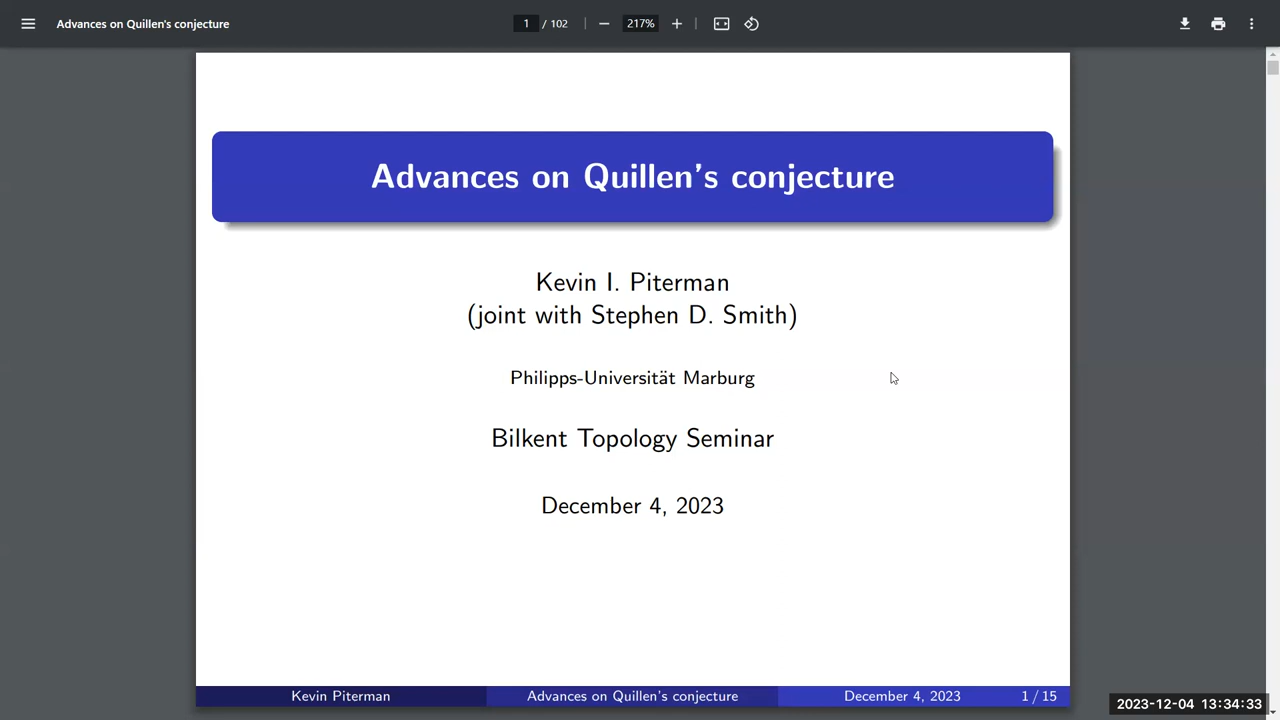 Advances on Quillen's conjecture
1 / 102
217%
Advances on Quillen's conjecture
Kevin I. Piterman
(joint with Stephen D. Smith)
Philipps-Universität Marburg
Bilkent Topology Seminar
December 4, 2023
Kevin Piterman
Advances on Quillen's conjecture
December 4, 2023
1 / 15
2023-12-04 13:34:33